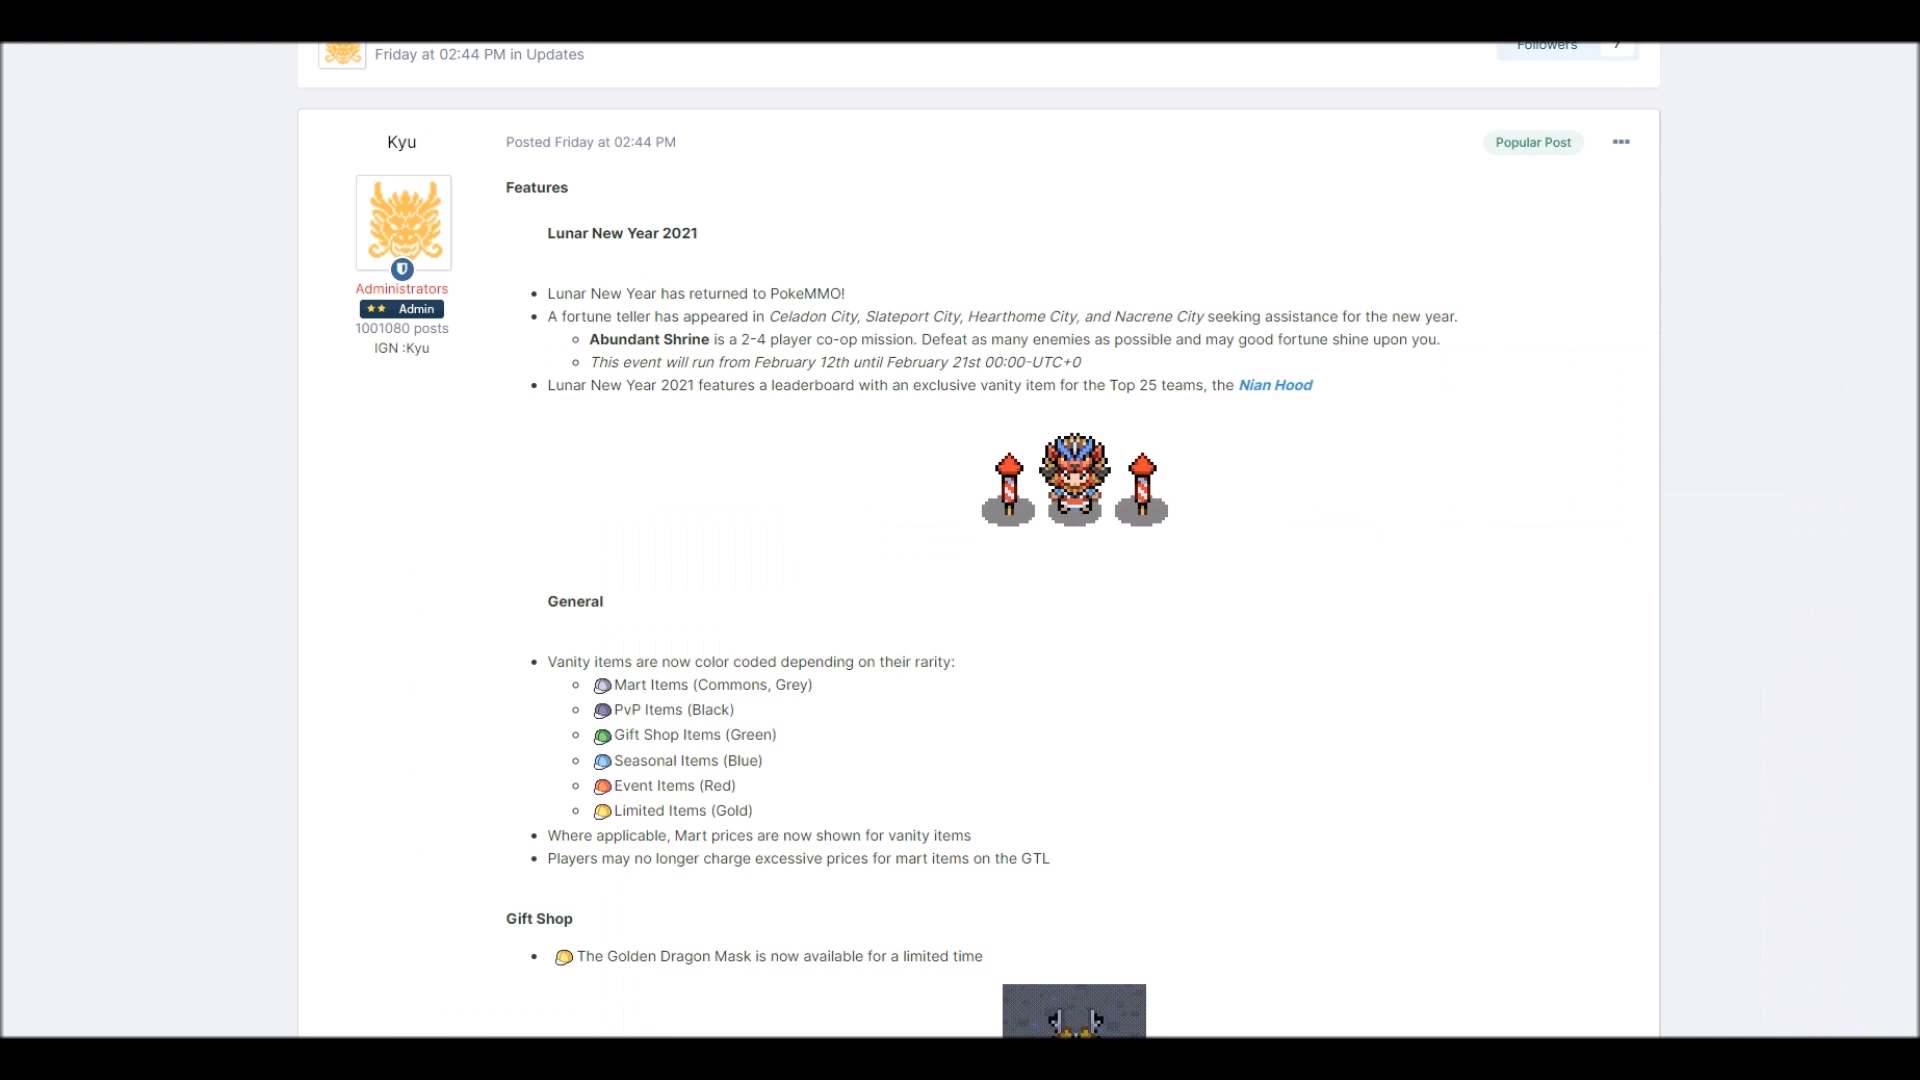 Friday at 02:44 PM in Updates
Followers 7
Kyu
Posted Friday at 02:44 PM
Popular Post
Administrators
Admin
1001080 posts
IGN :Kyu
Features
Lunar New Year 2021
Lunar New Year has returned to PokeMMO!
A fortune teller has appeared in Celadon City, Slateport City, Hearthome City, and Nacrene City seeking assistance for the new year.
Abundant Shrine is a 2-4 player co-op mission. Defeat as many enemies as possible and may good fortune shine upon you.
This event will run from February 12th until February 21st 00:00-UTC+0
Lunar New Year 2021 features a leaderboard with an exclusive vanity item for the Top 25 teams, the Nian Hood
General
Vanity items are now color coded depending on their rarity:
Mart Items (Commons, Grey)
PvP Items (Black)
Gift Shop Items (Green)
Seasonal Items (Blue)
Event Items (Red)
Limited Items (Gold)
Where applicable, Mart prices are now shown for vanity items
Players may no longer charge excessive prices for mart items on the GTL
Gift Shop
The Golden Dragon Mask is now available for a limited time